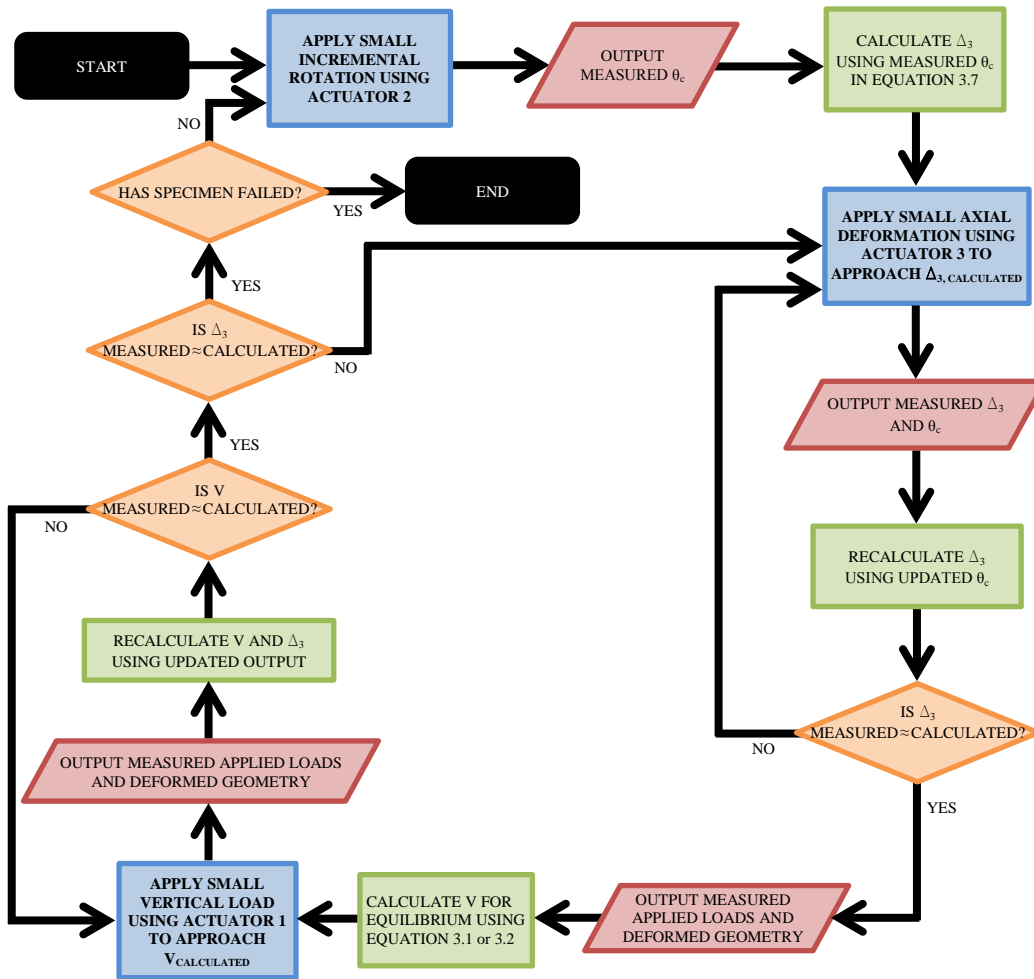 START
APPLY SMALL
INCREMENTAL
ROTATION USING
ACTUATOR 2
OUTPUT
MEASURED θc
CALCULATE Δ3
USING MEASURED θc
IN EQUATION 3.7
NO
HAS SPECIMEN FAILED?
YES
END
APPLY SMALL AXIAL
DEFORMATION USING
ACTUATOR 3 TO
APPROACH Δ3, CALCULATED
YES
IS Δ3
MEASURED≈CALCULATED?
NO
OUTPUT MEASURED Δ3
AND θc
YES
IS V
MEASURED≈CALCULATED?
NO
RECALCULATE Δ3
USING UPDATED θc
RECALCULATE V AND Δ3
USING UPDATED OUTPUT
IS Δ3
MEASURED≈CALCULATED?
NO
YES
OUTPUT MEASURED APPLIED LOADS
AND DEFORMED GEOMETRY
APPLY SMALL
VERTICAL LOAD
USING ACTUATOR 1
TO APPROACH
VCALCULATED
CALCULATE V FOR
EQUILIBRIUM USING
EQUATION 3.1 or 3.2
OUTPUT MEASURED
APPLIED LOADS AND
DEFORMED GEOMETRY